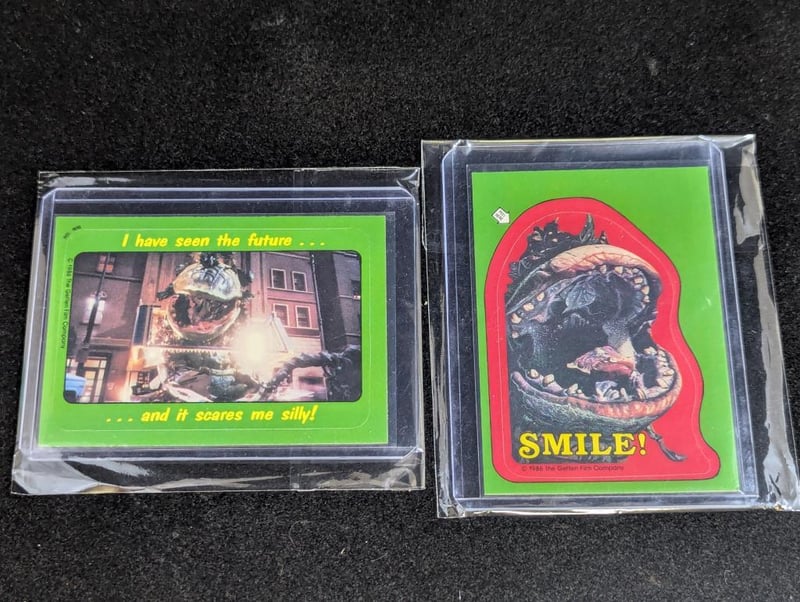 I have seen the future . . .
© 1986 the Geffen Film Company
. . . and it scares me silly!
SMILE!
© 1986 the Geffen Film Company